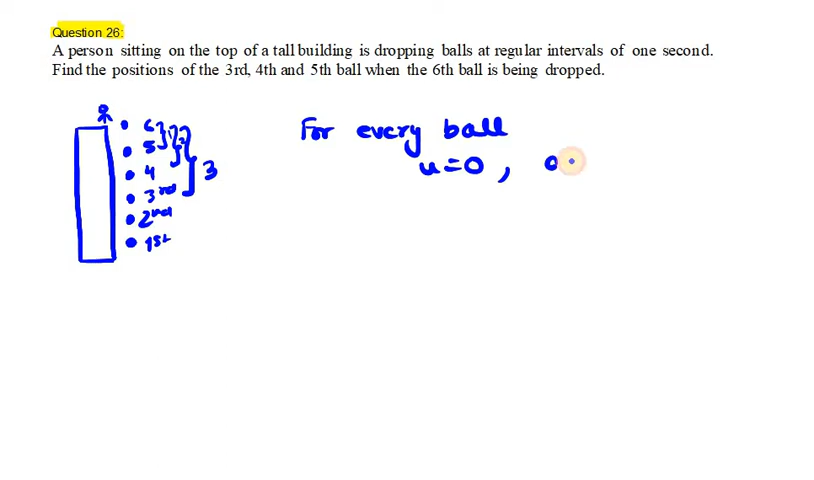 Question 26:
A person sitting on the top of a tall building is dropping balls at regular intervals of one second.
Find the positions of the 3rd, 4th and 5th ball when the 6th ball is being dropped.
For every ball
u=0,
6
5
4
3rd
2nd
1st
1
2
3